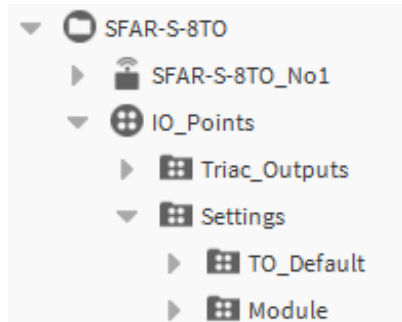 SFAR-S-8TO
SFAR-S-8TO_No1
IO_Points
Triac_Outputs
Settings
TO_Default
Module